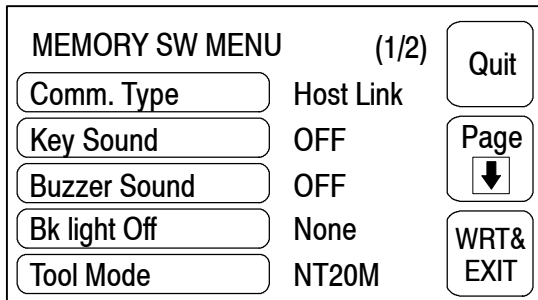 MEMORY SW MENU (1/2)
Quit
Comm. Type Host Link
Key Sound OFF
Page
Buzzer Sound OFF
Bk light Off None
WRT&
EXIT
Tool Mode NT20M